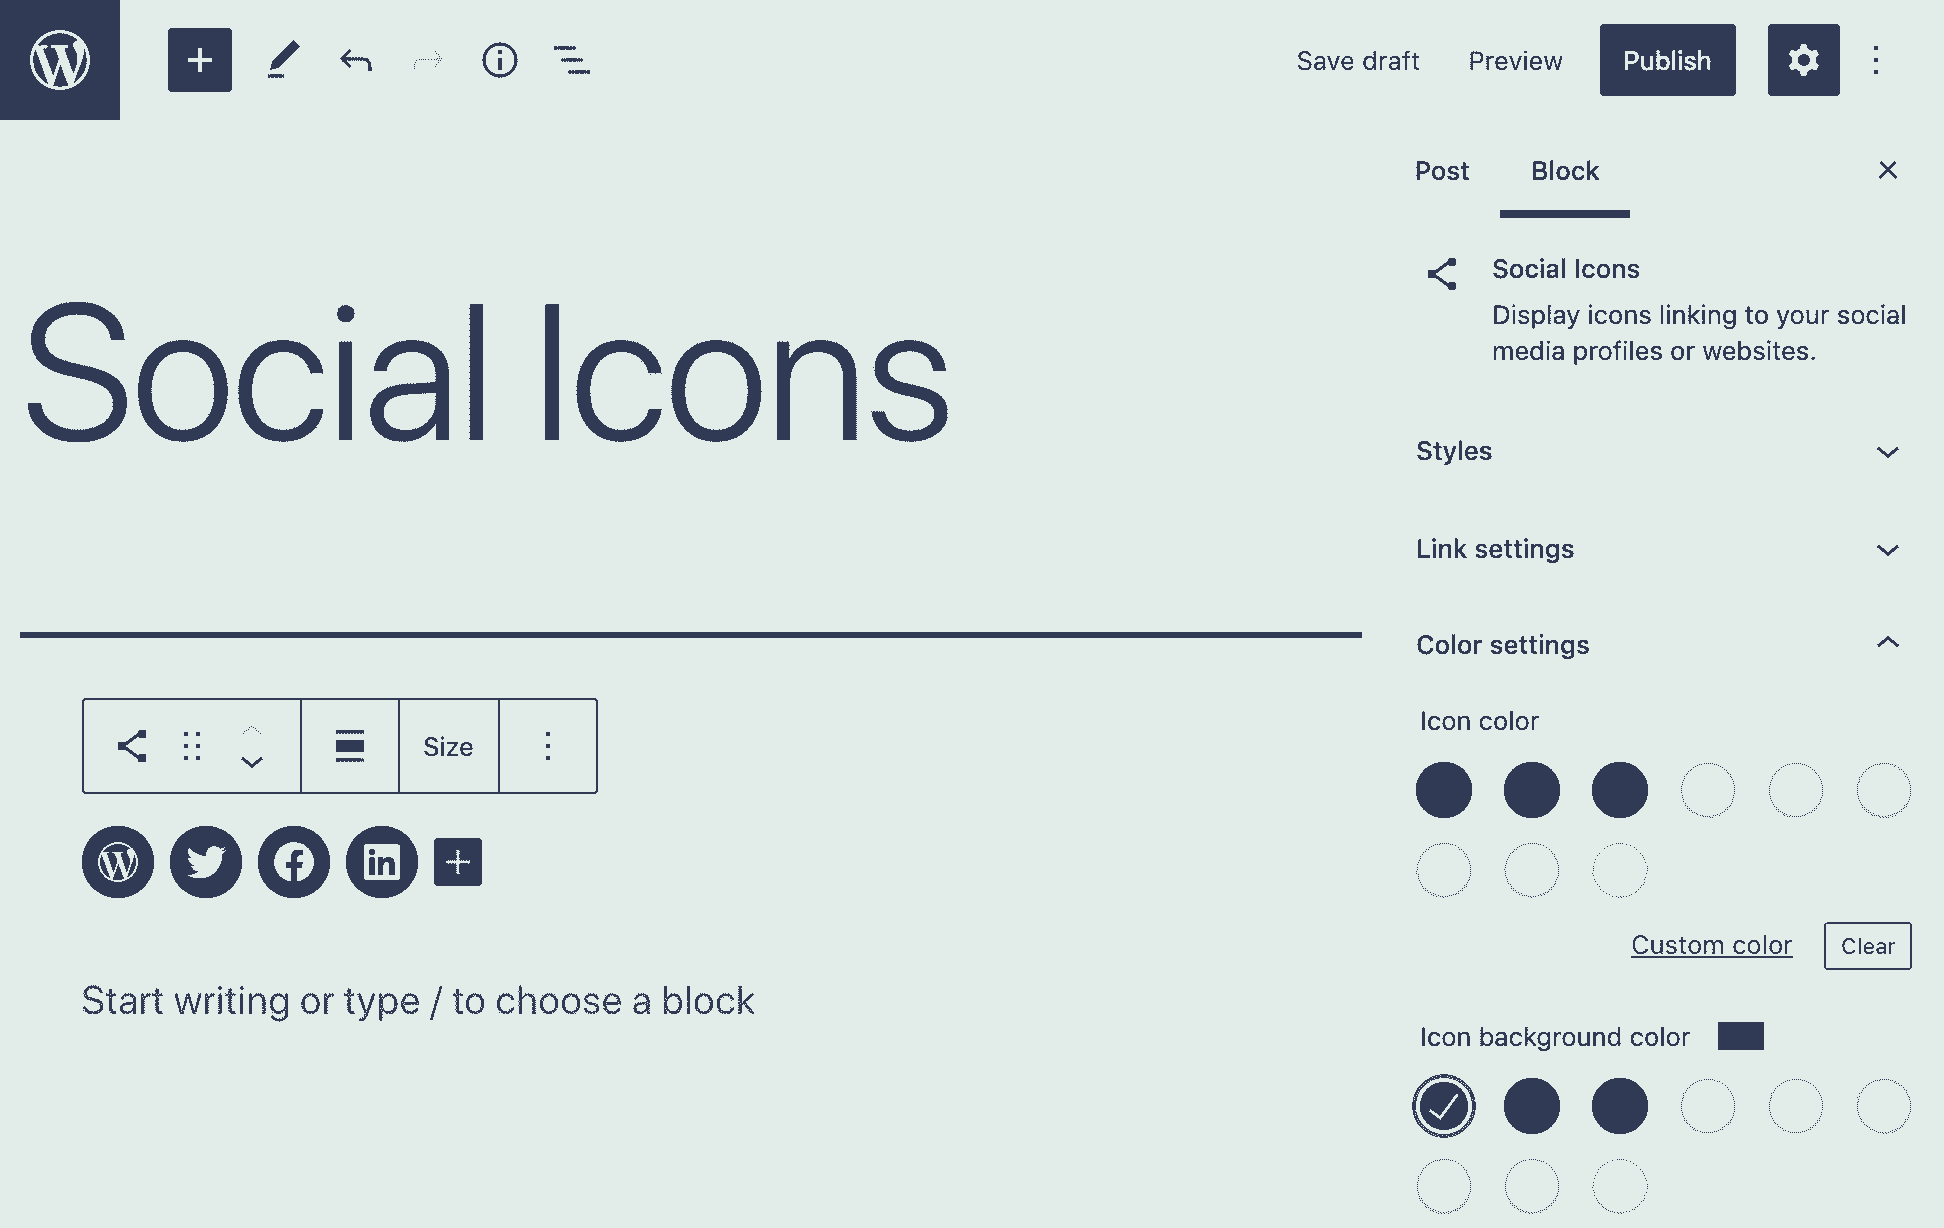 Save draft
Preview
Publish
Post
Block
Social Icons
Display icons linking to your social
media profiles or websites.
Styles
Link settings
Color settings
Icon color
Custom color
Clear
Icon background color
Social Icons
Size
Start writing or type / to choose a block